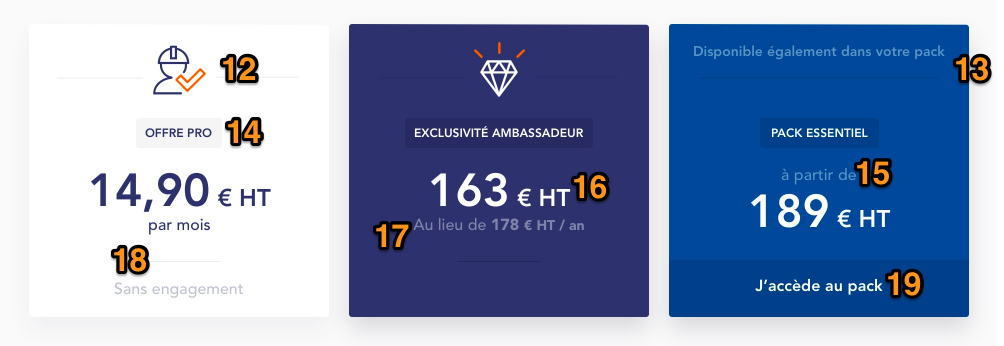 12
OFFRE PRO 14
14,90 € HT
par mois
18
Sans engagement
EXCLUSIVITÉ AMBASSADEUR
163 € HT 16
17 Au lieu de 178 € HT / an
Disponible également dans votre pack
13
PACK ESSENTIEL
à partir de 15
189 € HT
J'accède au pack 19